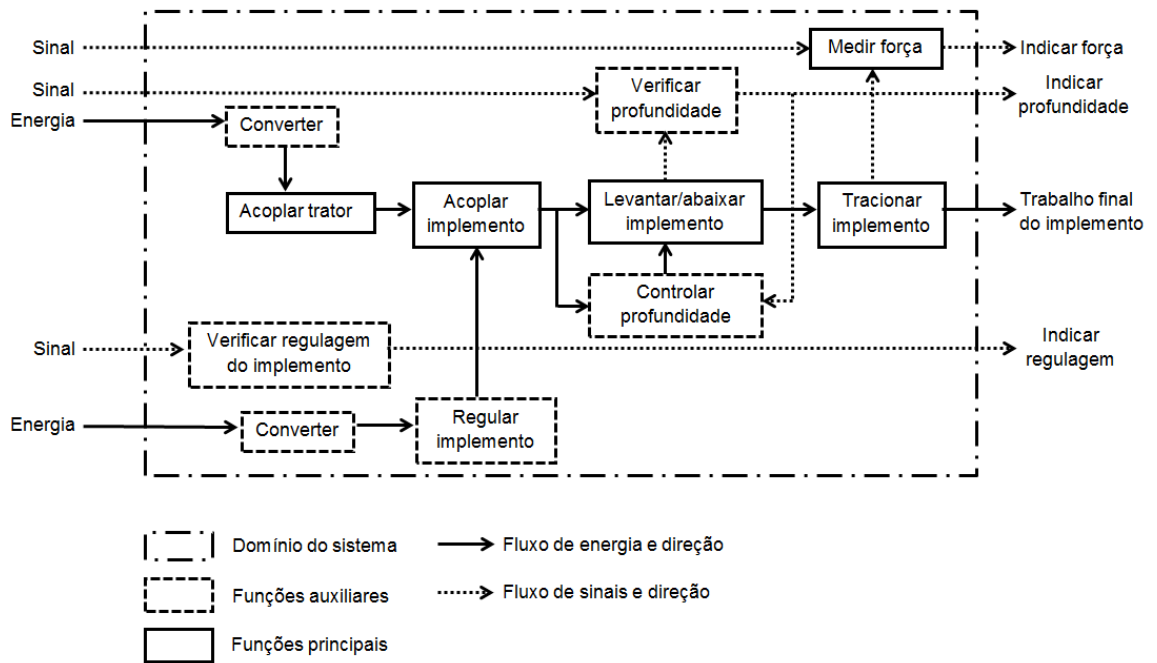 Sinal
Medir força
Indicar força
Sinal
Verificar
profundidade
Indicar
profundidade
Energia
Converter
Acoplar trator
Acoplar
implemento
Levantar/abaixar
implemento
Tracionar
implemento
Trabalho final
do implemento
Controlar
profundidade
Sinal
Verificar regulagem
do implemento
Indicar
regulagem
Energia
Converter
Regular
implemento
Domínio do sistema
Fluxo de energia e direção
Funções auxiliares
Fluxo de sinais e direção
Funções principais